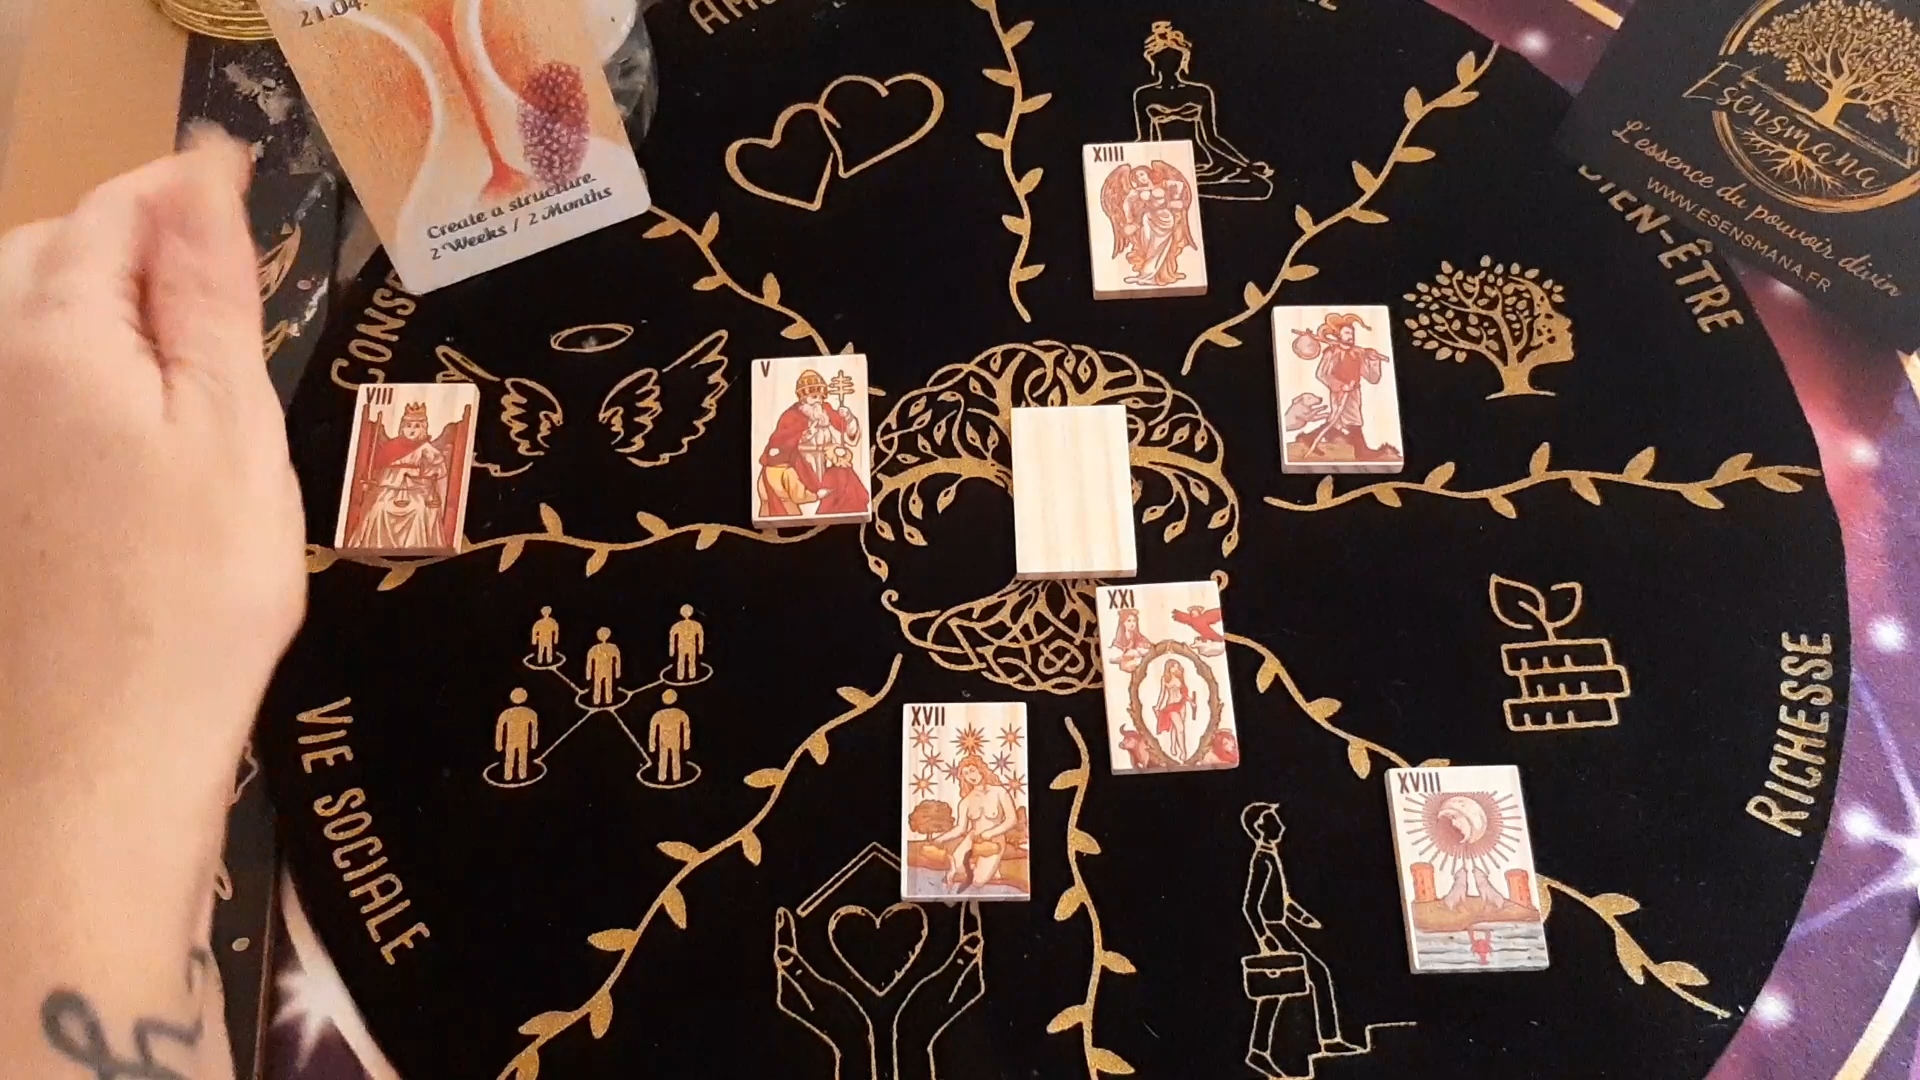 21.04.
Create a structure
2 Weeks / 2 Months
Esensmana
L'essence du pouvoir divin
WWW.ESENSMANA.FR
BIEN-ÊTRE
RICHESSE
VIE SOCIALE
XIIII
V
VIII
XXI
XVII
XVIII